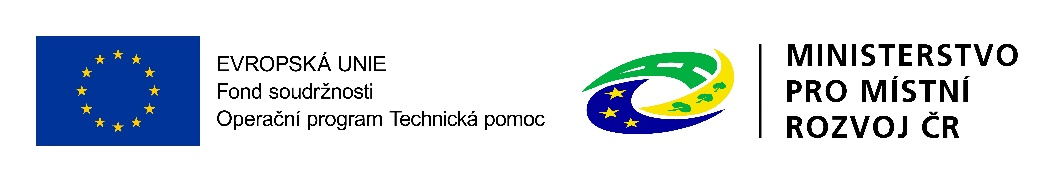 EVROPSKÁ UNIE
Fond soudržnosti
Operační program Technická pomoc
MINISTERSTVO
PRO MÍSTNÍ
ROZVOJ ČR